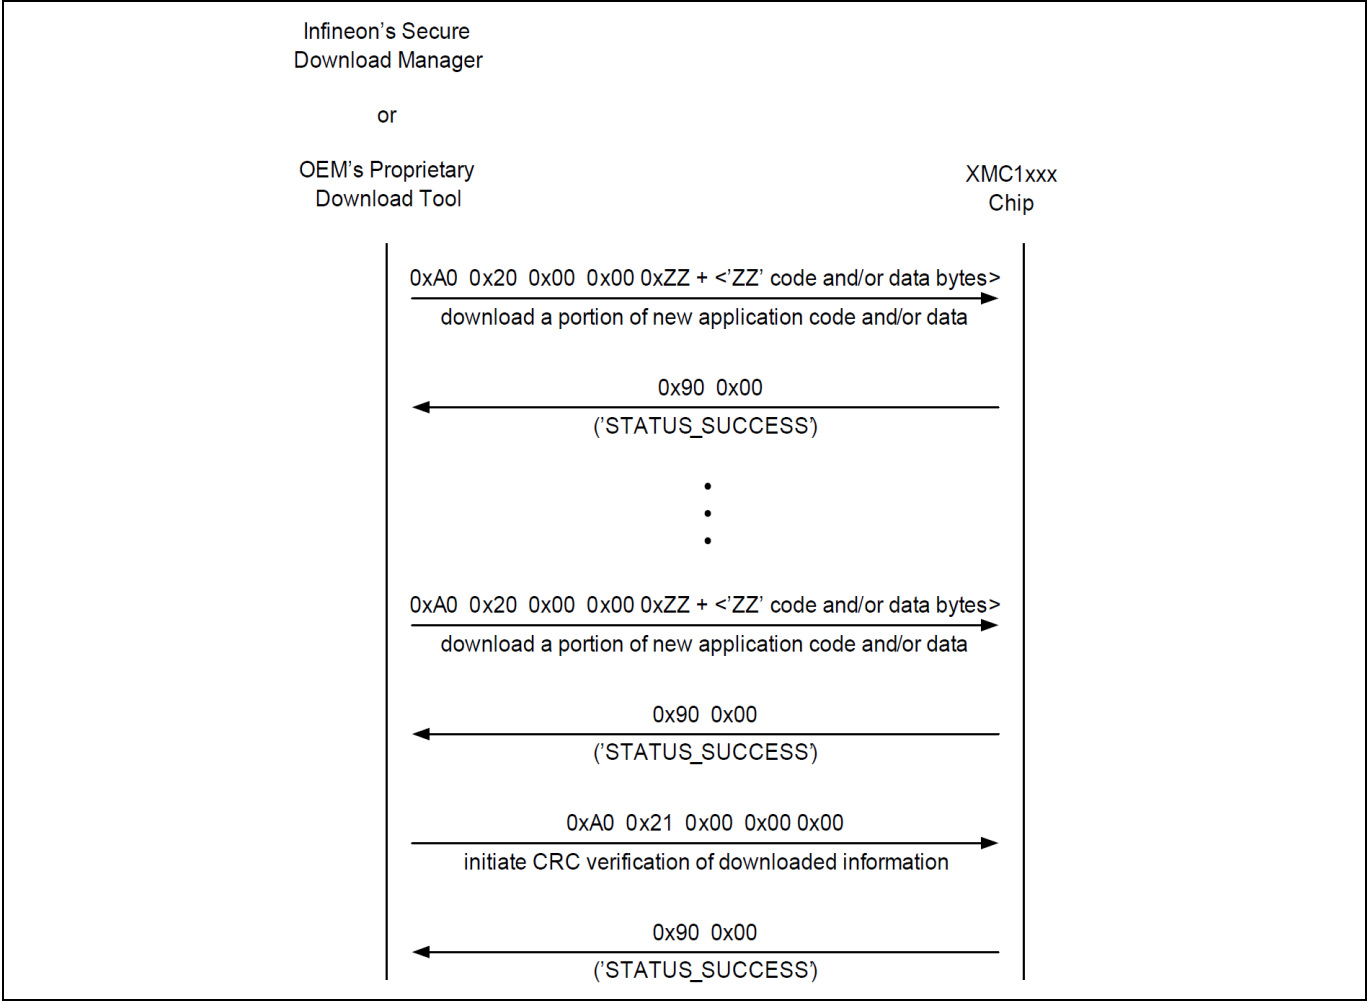 Infineon's Secure
Download Manager
or
OEM's Proprietary
Download Tool
XMC1xxx
Chip
0xA0 0x20 0x00 0x00 0xZZ + <'ZZ' code and/or data bytes>
download a portion of new application code and/or data
0x90 0x00
('STATUS_SUCCESS')
0xA0 0x20 0x00 0x00 0xZZ + <'ZZ' code and/or data bytes>
download a portion of new application code and/or data
0x90 0x00
('STATUS_SUCCESS')
0xA0 0x21 0x00 0x00 0x00
initiate CRC verification of downloaded information
0x90 0x00
('STATUS_SUCCESS')